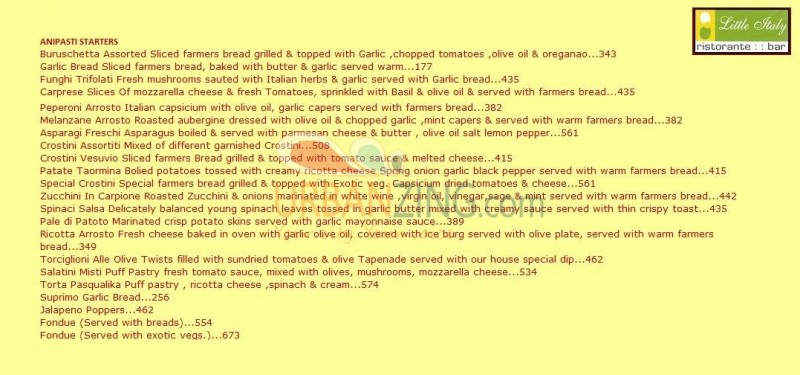 Little Italy
ristorante :: bar
ANIPASTI STARTERS
Buruschetta Assorted Sliced farmers bread grilled & topped with Garlic ,chopped tomatoes ,olive oil & oreganao...343
Garlic Bread Sliced farmers bread, baked with butter & garlic served warm...177
Funghi Trifolati Fresh mushrooms sauted with Italian herbs & garlic served with Garlic bread...435
Carprese Slices Of mozzarella cheese & fresh Tomatoes, sprinkled with Basil & olive oil & served with farmers bread...435
Peperoni Arrosto Italian capsicium with olive oil, garlic capers served with farmers bread...382
Melanzane Arrosto Roasted aubergine dressed with olive oil & chopped garlic ,mint capers & served with warm farmers bread...382
Asparagi Freschi Asparagus boiled & served with parmesan cheese & butter , olive oil salt lemon pepper...561
Crostini Assortiti Mixed of different garnished Crostini...508
Crostini Vesuvio Sliced farmers Bread grilled & topped with tomato sauce & melted cheese...415
Patate Taormina Bolied potatoes tossed with creamy ricotta cheese Spong onion garlic black pepper served with warm farmers bread...415
Special Crostini Special farmers bread grilled & topped with Exotic veg , Capsicum dried tomatoes & cheese...561
Zucchini In Carpione Roasted Zucchini & onions marinated in white wine , virgin oil, vinegar, sage & mint served with warm farmers bread...442
Spinaci Salsa Delicately balanced young spinach leaves tossed in garlic butter mixed with creamy sauce served with thin crispy toast...435
Pale di Patoto Marinated crisp potato skins served with garlic mayonnaise sauce...389
Ricotta Arrosto Fresh cheese baked in oven with garlic olive oil, covered with ice burg served with olive plate, served with warm farmers
bread...349
Torciglioni Alle Olive Twists filled with sundried tomatoes & olive Tapenade served with our house special dip...462
Salatini Misti Puff Pastry fresh tomato sauce, mixed with olives, mushrooms, mozzarella cheese...534
Torta Pasqualika Puff pastry , ricotta cheese ,spinach & cream...574
Suprimo Garlic Bread...256
Jalapeno Poppers...462
Fondue (Served with breads)...554
Fondue (Served with exotic vegs.)...673
URBANZING.com